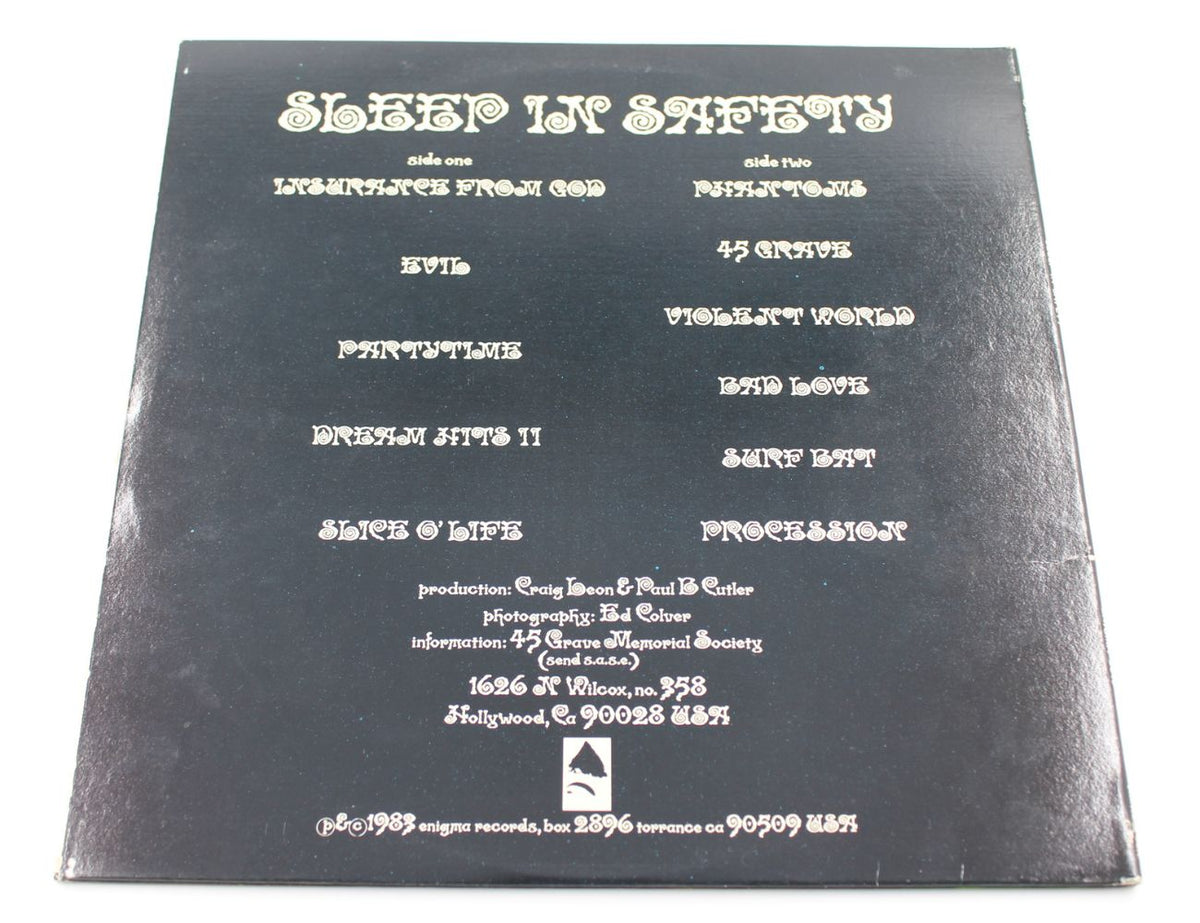 SLEEP IN SAFETY
side one
INSURANCE FROM GOD
EVIL
PARTYTIME
DREAM HITS II
SLICE O' LIFE
side two
PHANTOMS
45 GRAVE
VIOLENT WORLD
BAD LOVE
SURF BAT
PROCESSION
production: Craig Leon & Paul B Cutler
photography: Ed Colver
information: 45 Grave Memorial Society
(send s.a.s.e.)
1626 N Wilcox, no. 358
Hollywood, Ca 90028 USA
℗&©1983 enigma records, box 2896 torrance ca 90509 USA